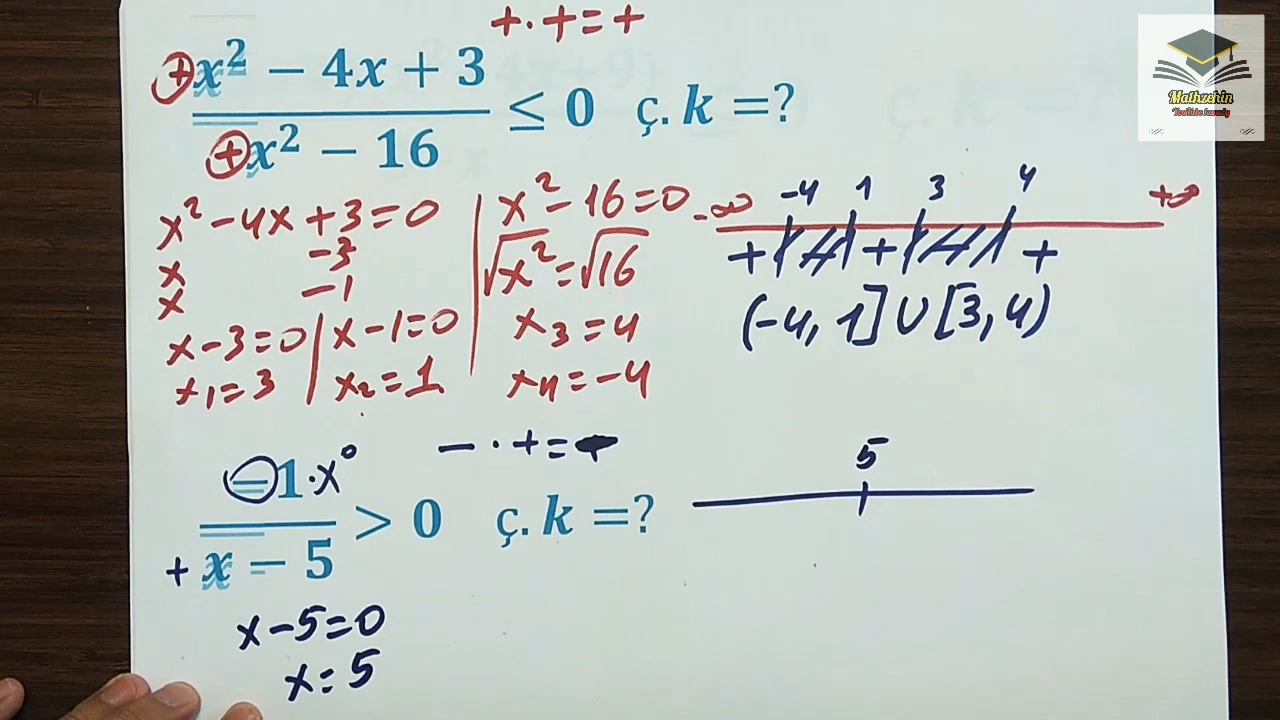 + · + = +
x² − 4x + 3
+
≤ 0 ç. k =?
+ x² − 16
x² − 4x + 3 = 0
x −3
x −1
x − 3 = 0 x − 1 = 0
x₁ = 3 x₂ = 1
x² − 16 = 0
√x² = √16
x₃ = 4
x₄ = −4
−∞ −4 1 3 4 +∞
+ + +
(−4, 1] ∪ [3, 4)
− · + =
−1 · x⁰
> 0 ç. k =?
+ x − 5
x − 5 = 0
x = 5
5
Mathzehin
YouTube family